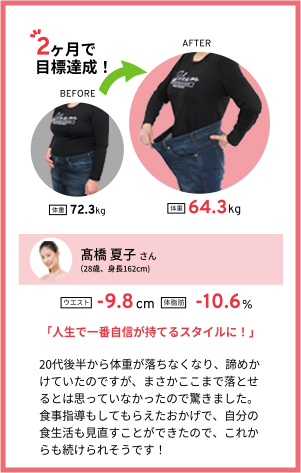 2ヶ月で
目標達成！
AFTER
BEFORE
体重 72.3kg
体重 64.3kg
髙橋 夏子 さん
（28歳、身長162cm）
ウエスト -9.8cm 体脂肪 -10.6%
「人生で一番自信が持てるスタイルに！」
20代後半から体重が落ちなくなり、諦めか
けていたのですが、まさかここまで落とせ
るとは思っていなかったので驚きました。
食事指導もしてもらえたおかげで、自分の
食生活も見直すことができたので、これか
らも続けられそうです！